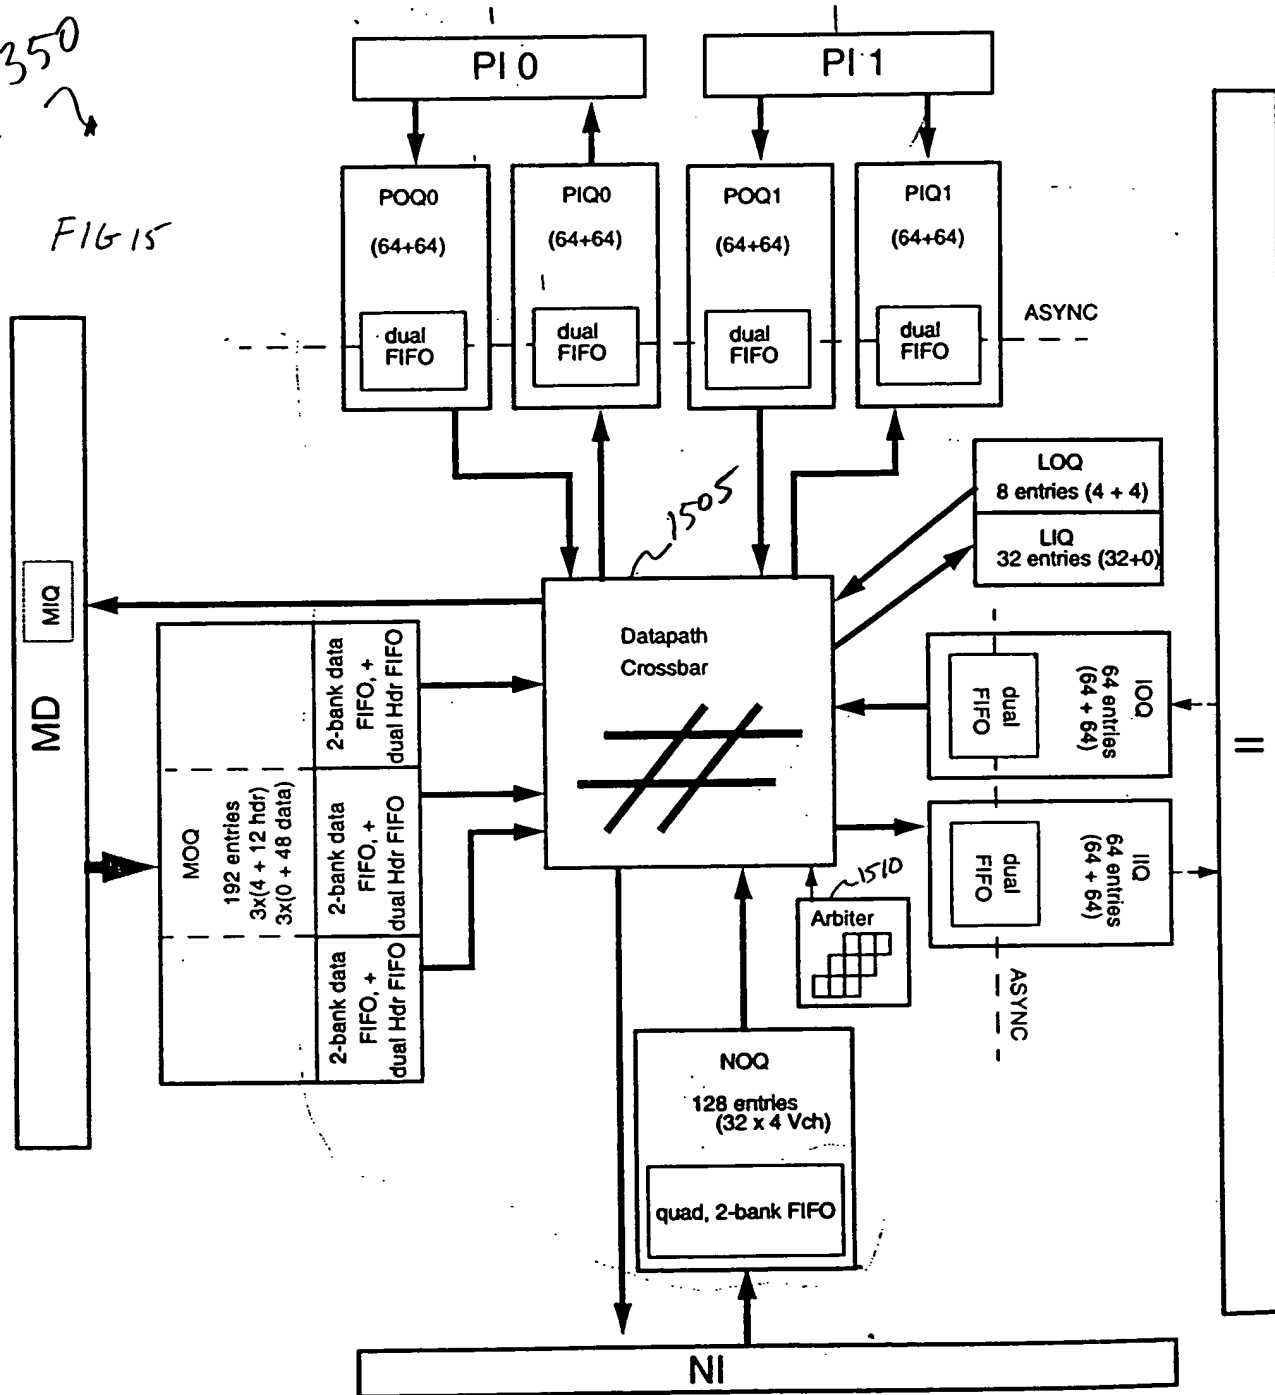 350
FIG 15
PI 0
PI 1
POQ0
(64+64)
dual
FIFO
PIQ0
(64+64)
dual
FIFO
POQ1
(64+64)
dual
FIFO
PIQ1
(64+64)
dual
FIFO
ASYNC
LOQ
8 entries (4 + 4)
LIQ
32 entries (32+0)
1505
MD
MIQ
MOQ
192 entries
3x(4 + 12 hdr)
3x(0 + 48 data)
2-bank data
FIFO, +
dual Hdr FIFO
2-bank data
FIFO, +
dual Hdr FIFO
2-bank data
FIFO, +
dual Hdr FIFO
Datapath
Crossbar
IOQ
64 entries
(64 + 64)
dual
FIFO
IIQ
64 entries
(64 + 64)
dual
FIFO
ASYNC
II
1510
Arbiter
NOQ
128 entries
(32 x 4 Vch)
quad, 2-bank FIFO
NI